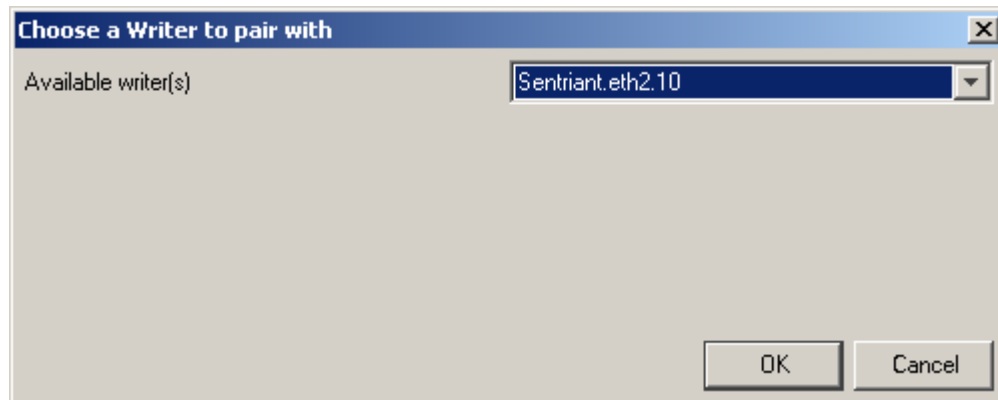 Choose a Writer to pair with
Available writer(s) Sentriant.eth2.10
OK Cancel